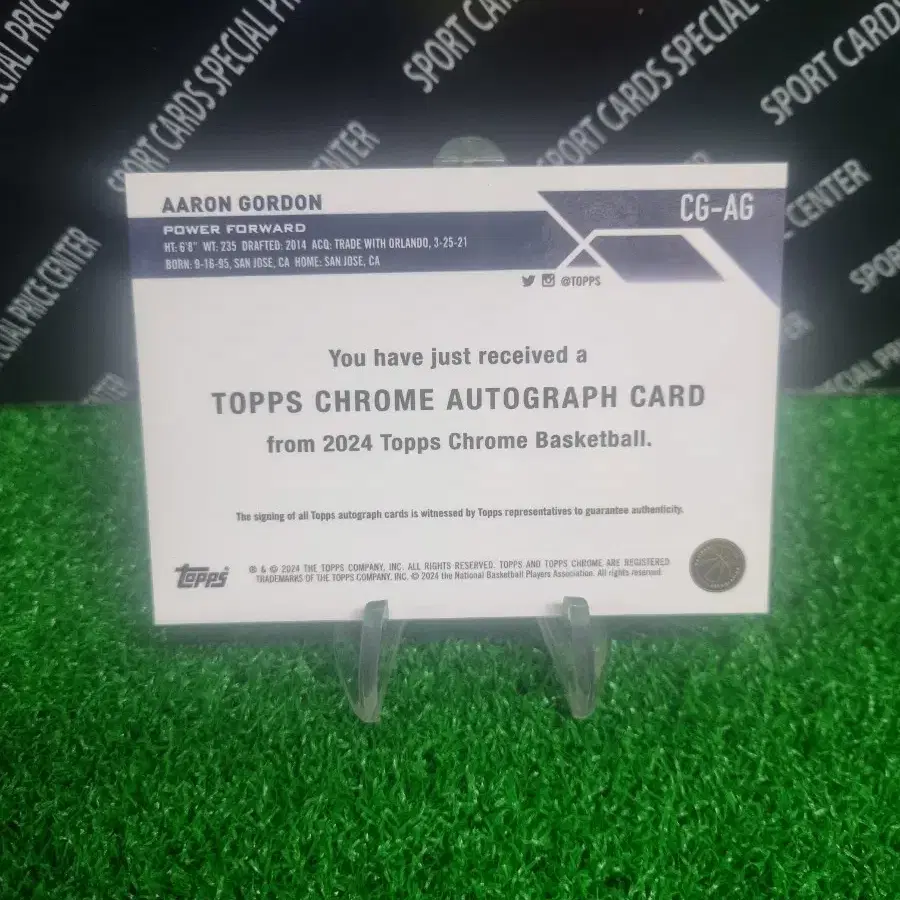 SPORT CARDS SPECIAL PRICE CENTER
AARON GORDON
CG-AG
POWER FORWARD
HT: 6'8" WT: 235 DRAFTED: 2014 ACQ: TRADE WITH ORLANDO, 3-25-21
BORN: 9-16-95, SAN JOSE, CA HOME: SAN JOSE, CA
@TOPPS
You have just received a
TOPPS CHROME AUTOGRAPH CARD
from 2024 Topps Chrome Basketball.
The signing of all Topps autograph cards is witnessed by Topps representatives to guarantee authenticity.
Topps
® & © 2024 THE TOPPS COMPANY, INC. ALL RIGHTS RESERVED. TOPPS AND TOPPS CHROME ARE REGISTERED
TRADEMARKS OF THE TOPPS COMPANY, INC. © 2024 the National Basketball Players Association. All rights reserved.